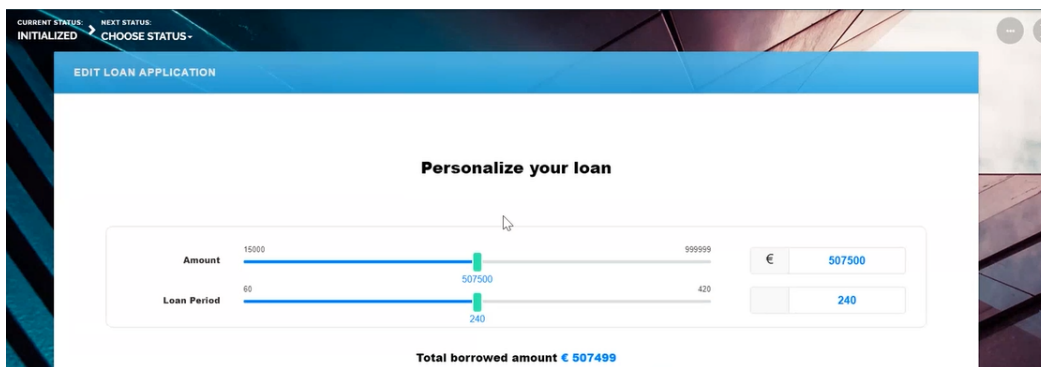 CURRENT STATUS: NEXT STATUS:
INITIALIZED CHOOSE STATUS
EDIT LOAN APPLICATION
Personalize your loan
15000 999999
Amount € 507500
507500
60 420
Loan Period 240
240
Total borrowed amount € 507499